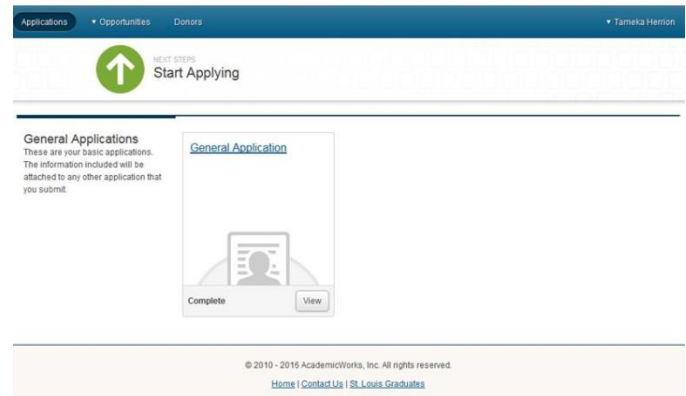 Applications ▾ Opportunities Donors ▾ Tameka Herrion
NEXT STEPS
Start Applying
General Applications
These are your basic applications.
The information included will be
attached to any other application that
you submit.
General Application
Complete View
© 2010 - 2016 AcademicWorks, Inc. All rights reserved.
Home | Contact Us | St. Louis Graduates